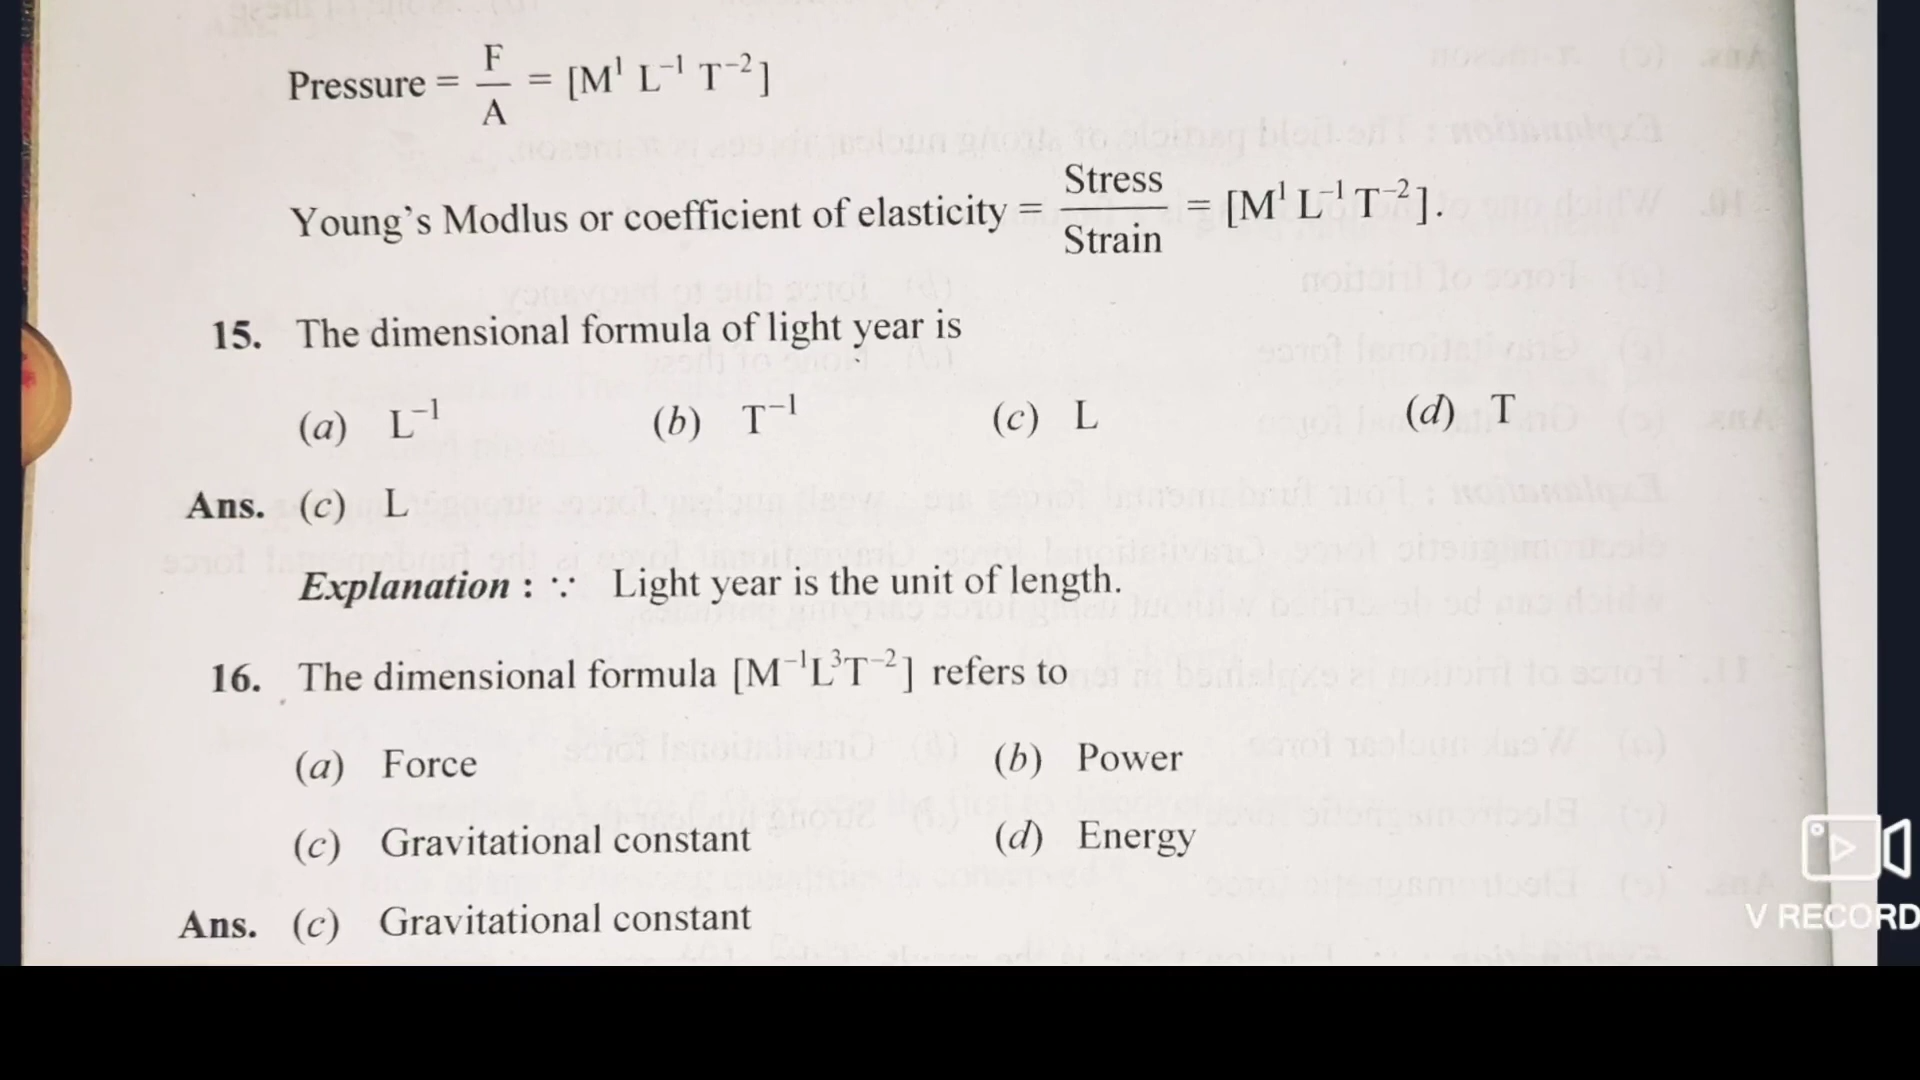 Pressure = F/A = [M¹ L⁻¹ T⁻²]
Young's Modlus or coefficient of elasticity = Stress/Strain = [M¹ L⁻¹ T⁻²].
15. The dimensional formula of light year is
(a) L⁻¹ (b) T⁻¹ (c) L (d) T
Ans. (c) L
Explanation : ∵ Light year is the unit of length.
16. The dimensional formula [M⁻¹L³T⁻²] refers to
(a) Force (b) Power
(c) Gravitational constant (d) Energy
Ans. (c) Gravitational constant
V RECORD